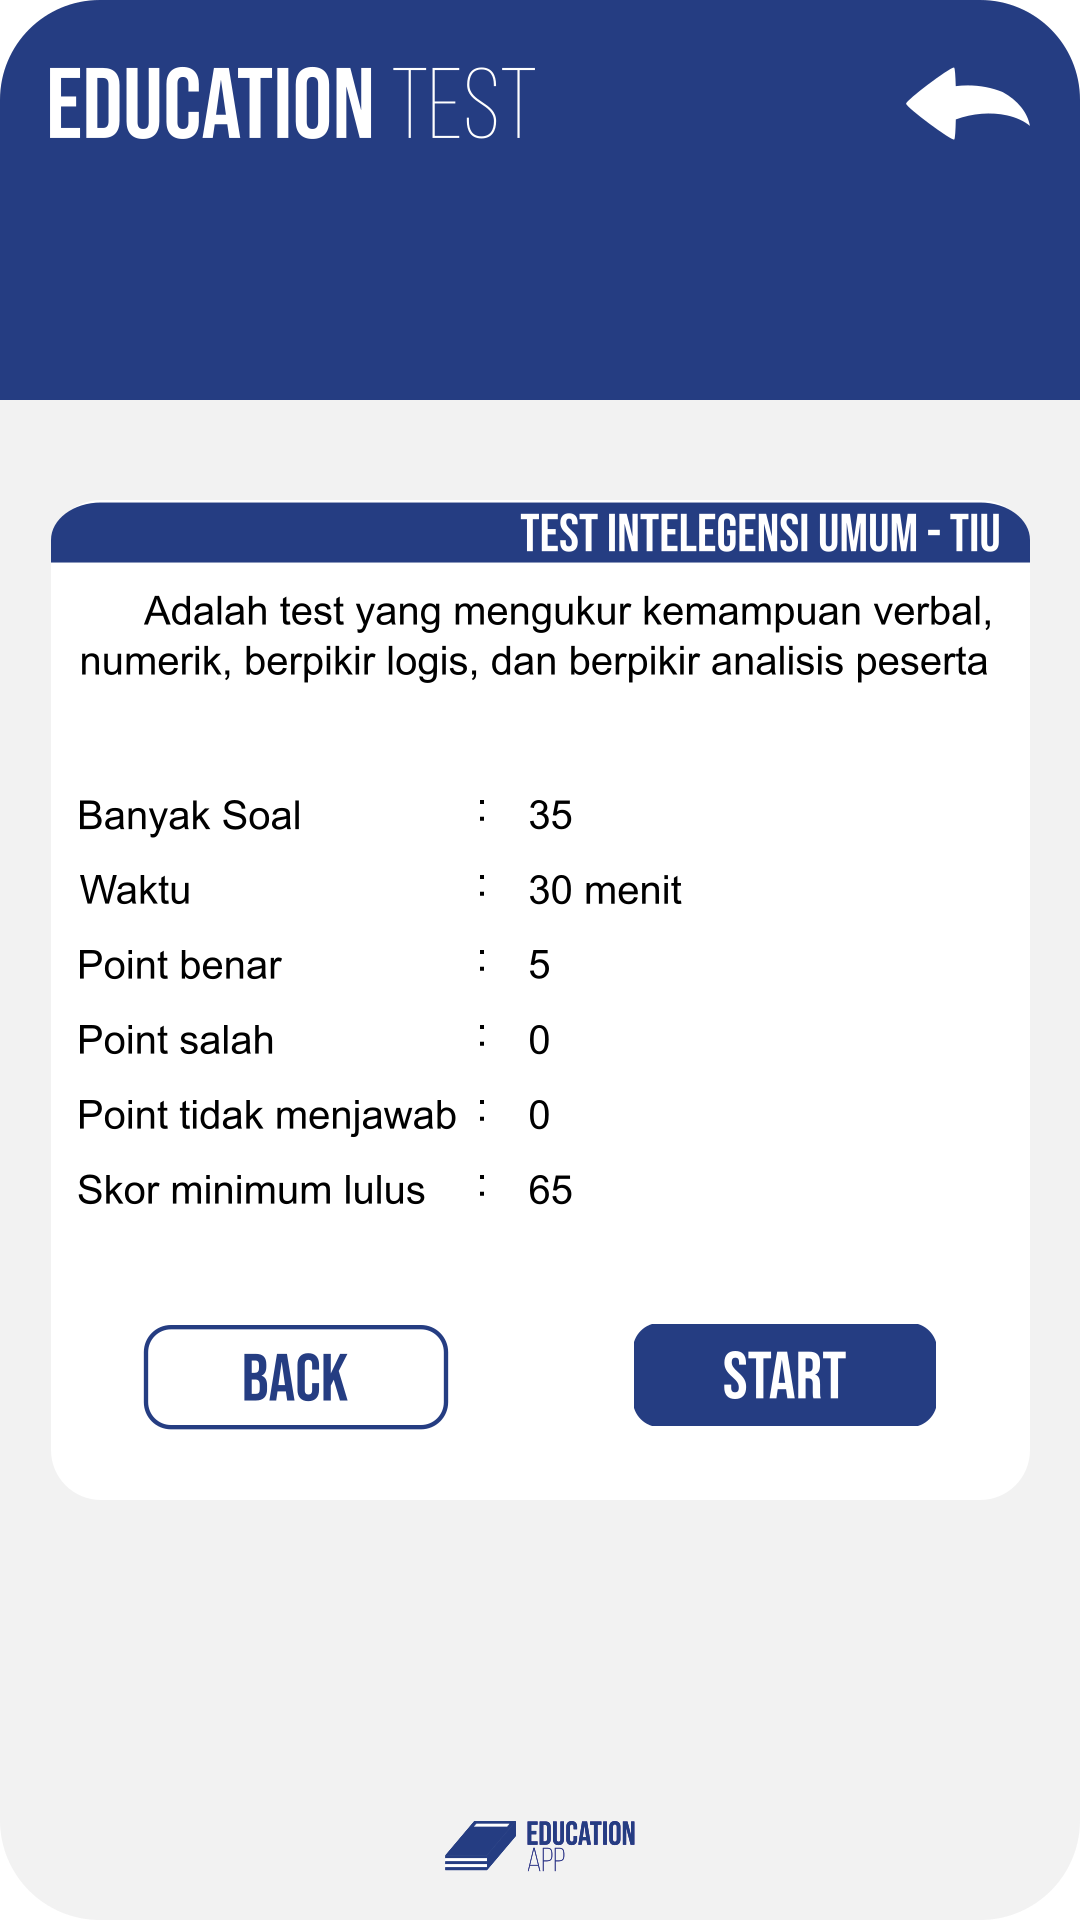 EDUCATION TEST
TEST INTELEGENSI UMUM - TIU
Adalah test yang mengukur kemampuan verbal,
numerik, berpikir logis, dan berpikir analisis peserta
Banyak Soal : 35
Waktu : 30 menit
Point benar : 5
Point salah : 0
Point tidak menjawab : 0
Skor minimum lulus : 65
BACK START
EDUCATION
APP